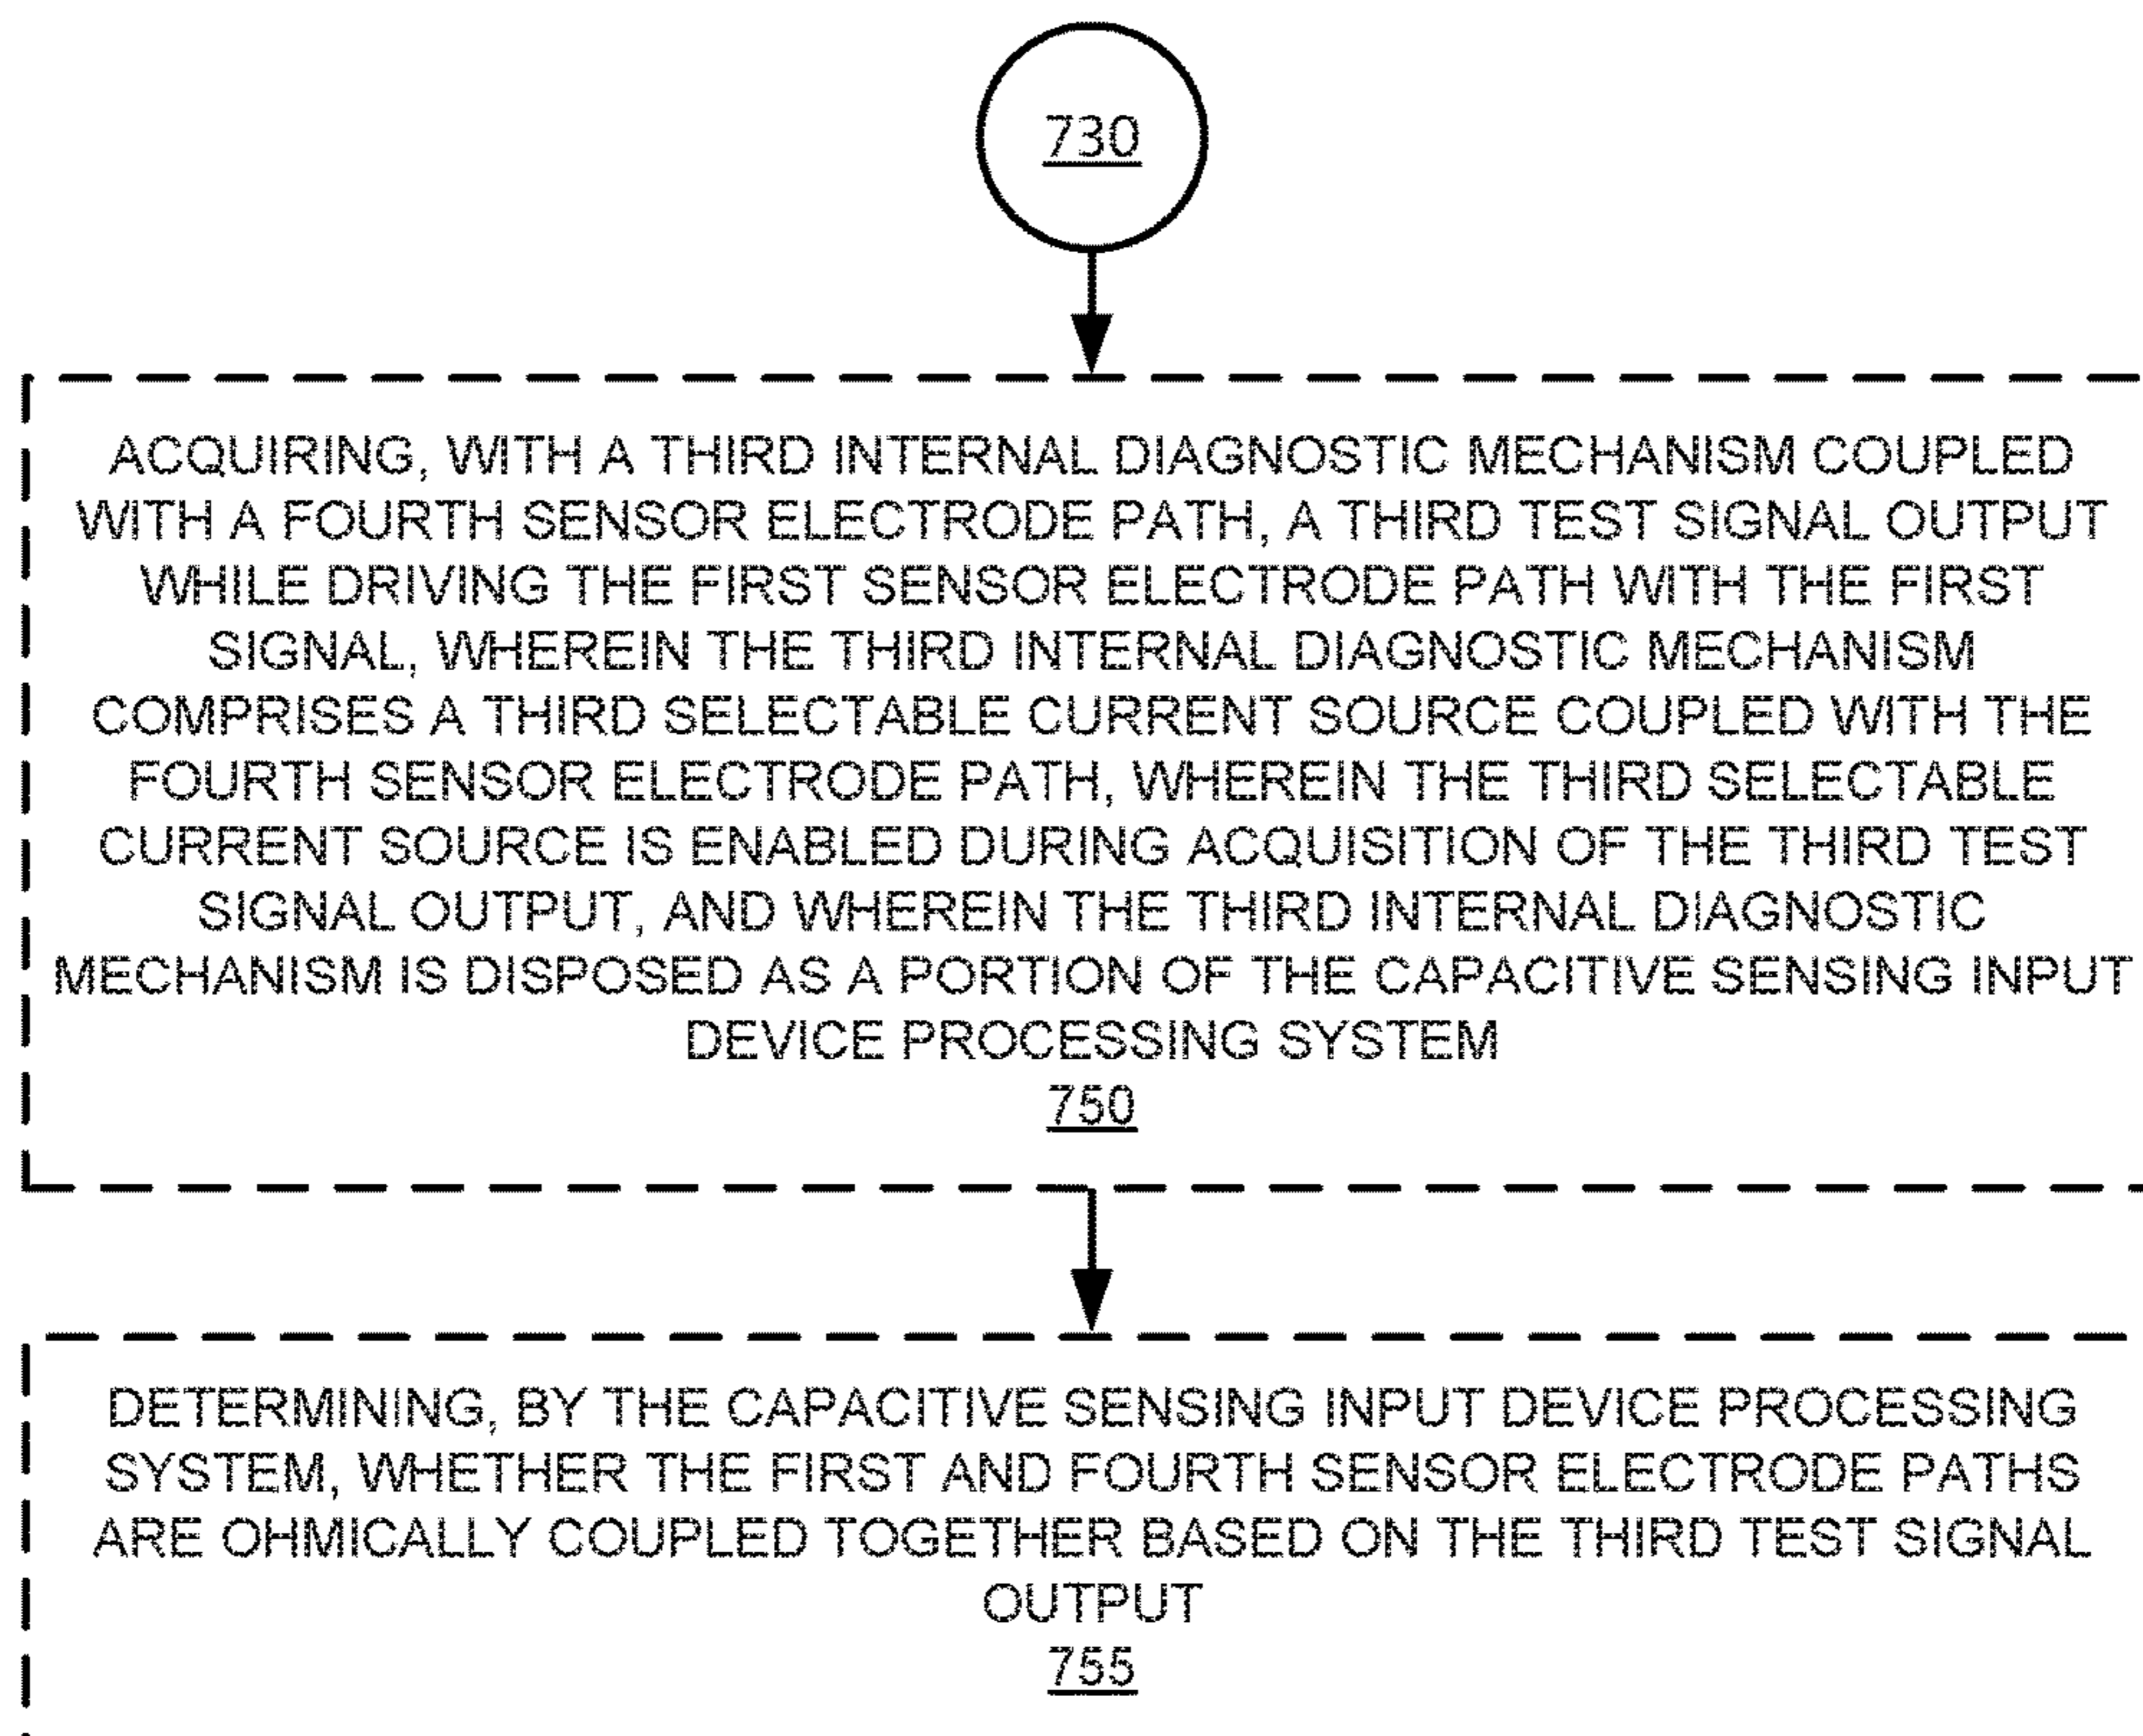 730
ACQUIRING, WITH A THIRD INTERNAL DIAGNOSTIC MECHANISM COUPLED
WITH A FOURTH SENSOR ELECTRODE PATH, A THIRD TEST SIGNAL OUTPUT
WHILE DRIVING THE FIRST SENSOR ELECTRODE PATH WITH THE FIRST
SIGNAL, WHEREIN THE THIRD INTERNAL DIAGNOSTIC MECHANISM
COMPRISES A THIRD SELECTABLE CURRENT SOURCE COUPLED WITH THE
FOURTH SENSOR ELECTRODE PATH, WHEREIN THE THIRD SELECTABLE
CURRENT SOURCE IS ENABLED DURING ACQUISITION OF THE THIRD TEST
SIGNAL OUTPUT, AND WHEREIN THE THIRD INTERNAL DIAGNOSTIC
MECHANISM IS DISPOSED AS A PORTION OF THE CAPACITIVE SENSING INPUT
DEVICE PROCESSING SYSTEM
750
DETERMINING, BY THE CAPACITIVE SENSING INPUT DEVICE PROCESSING
SYSTEM, WHETHER THE FIRST AND FOURTH SENSOR ELECTRODE PATHS
ARE OHMICALLY COUPLED TOGETHER BASED ON THE THIRD TEST SIGNAL
OUTPUT
755